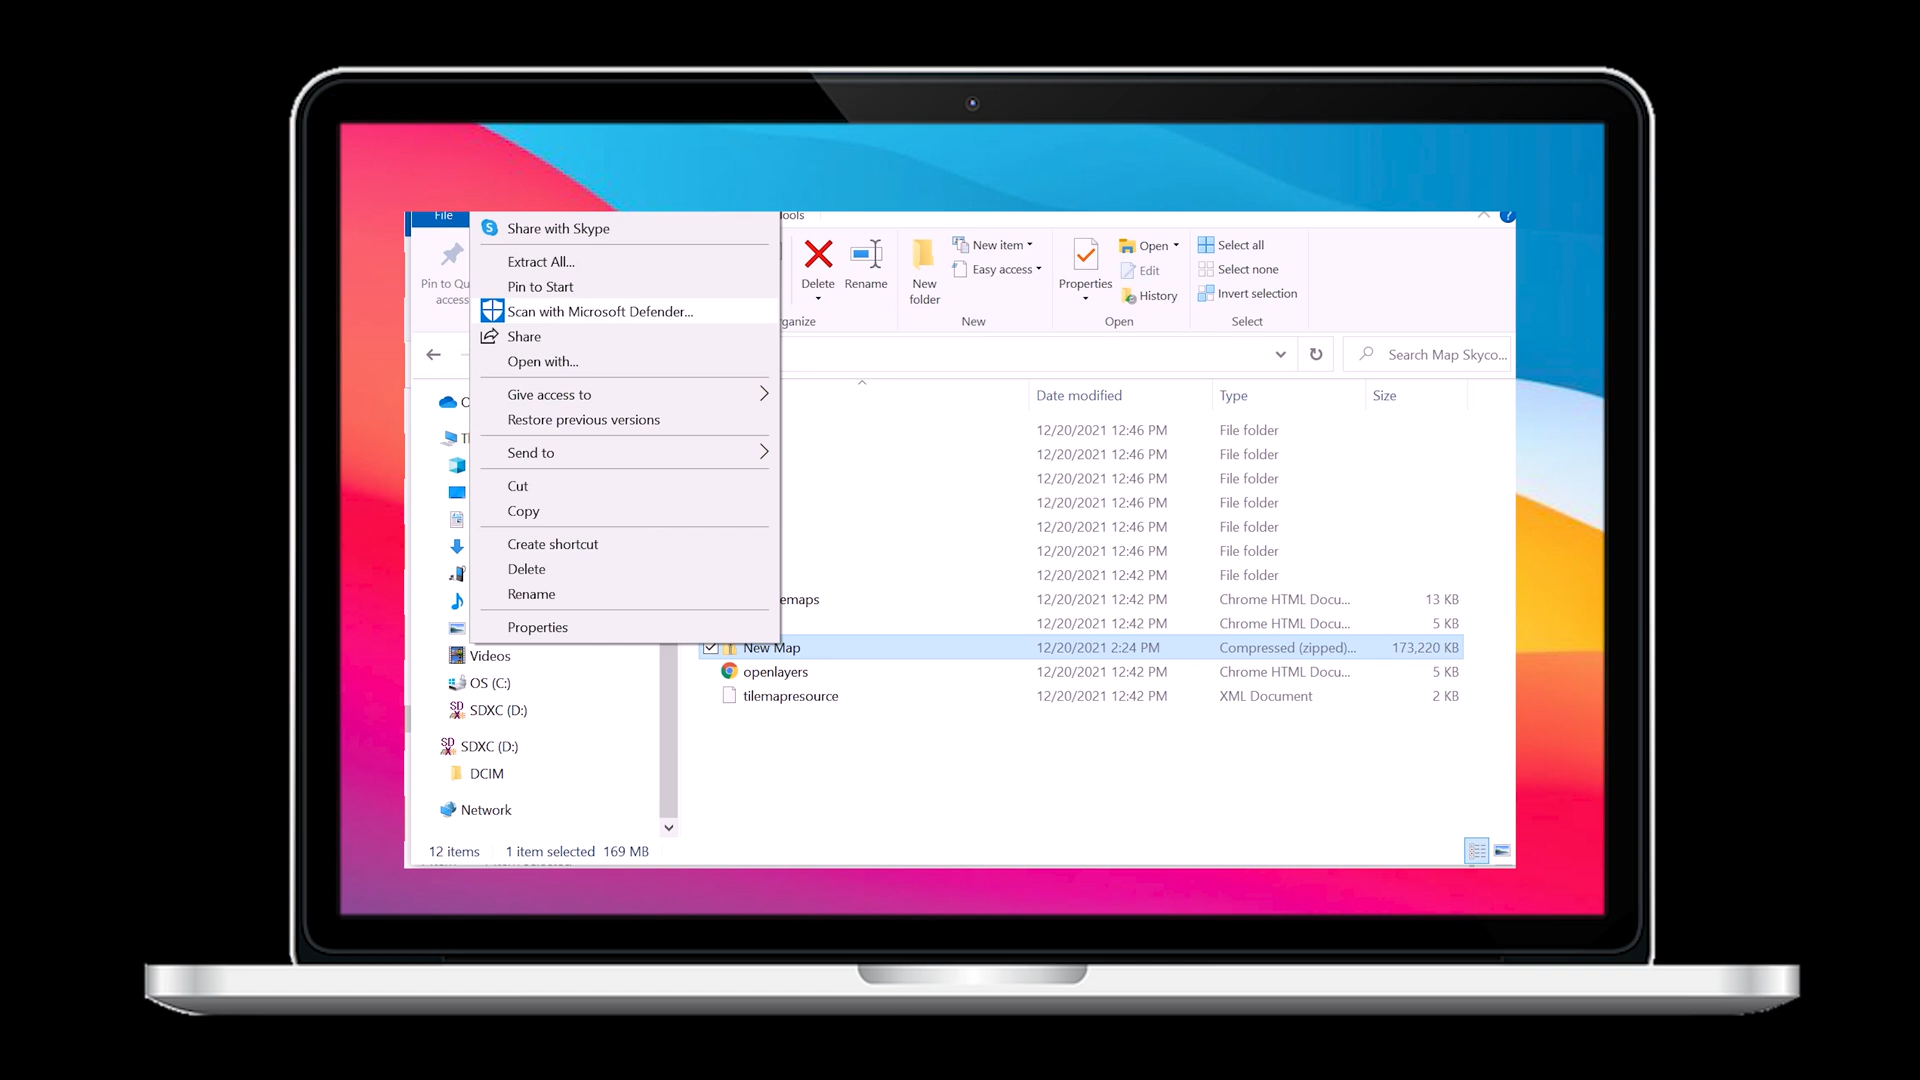 File
ools
Share with Skype
Extract All...
Pin to Start
Scan with Microsoft Defender...
Share
Open with...
Give access to
Restore previous versions
Send to
Cut
Copy
Create shortcut
Delete
Rename
Properties
Pin to Qu
access
Delete
Rename
ganize
New
folder
New item
Easy access
New
Properties
Open
Edit
History
Open
Select all
Select none
Invert selection
Select
Search Map Skyco...
Date modified Type Size
12/20/2021 12:46 PM File folder
12/20/2021 12:46 PM File folder
12/20/2021 12:46 PM File folder
12/20/2021 12:46 PM File folder
12/20/2021 12:46 PM File folder
12/20/2021 12:46 PM File folder
12/20/2021 12:42 PM File folder
emaps 12/20/2021 12:42 PM Chrome HTML Docu... 13 KB
12/20/2021 12:42 PM Chrome HTML Docu... 5 KB
New Map 12/20/2021 2:24 PM Compressed (zipped)... 173,220 KB
openlayers 12/20/2021 12:42 PM Chrome HTML Docu... 5 KB
tilemapresource 12/20/2021 12:42 PM XML Document 2 KB
O
Th
Videos
OS (C:)
SDXC (D:)
SDXC (D:)
DCIM
Network
12 items 1 item selected 169 MB